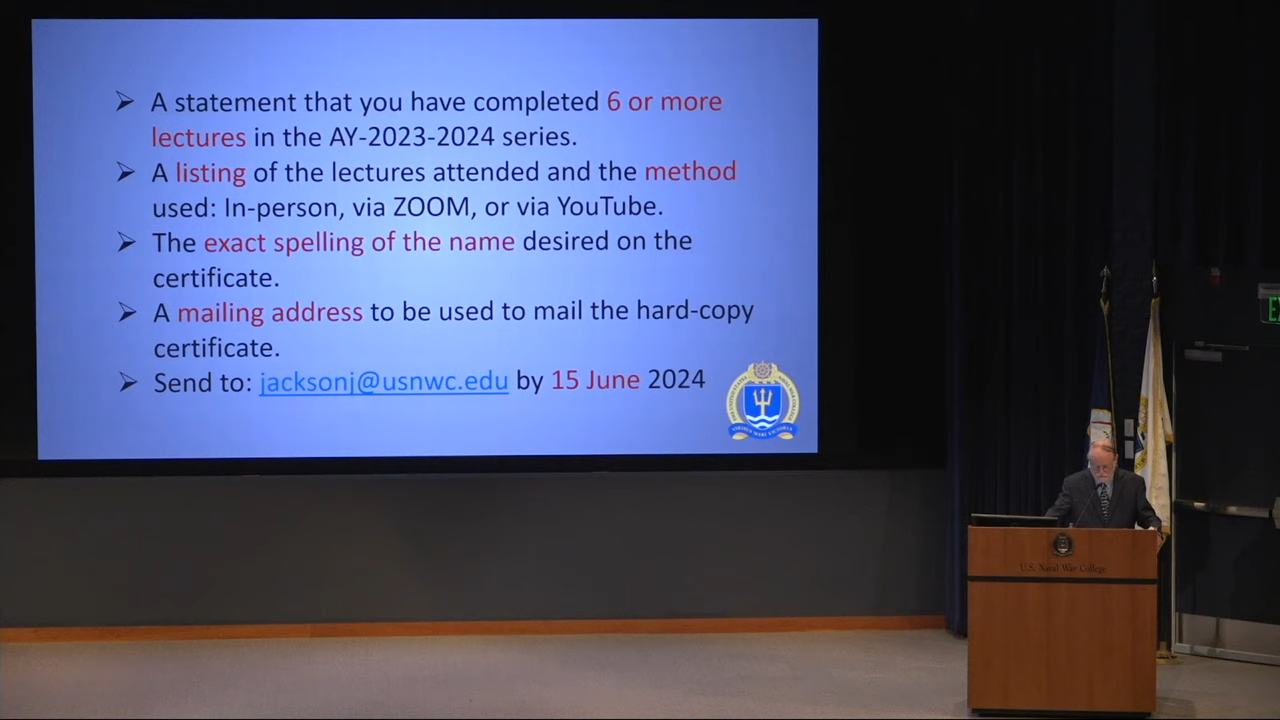 ➢ A statement that you have completed 6 or more
lectures in the AY-2023-2024 series.
➢ A listing of the lectures attended and the method
used: In-person, via ZOOM, or via YouTube.
➢ The exact spelling of the name desired on the
certificate.
➢ A mailing address to be used to mail the hard-copy
certificate.
➢ Send to: jacksonj@usnwc.edu by 15 June 2024
U.S. Naval War College